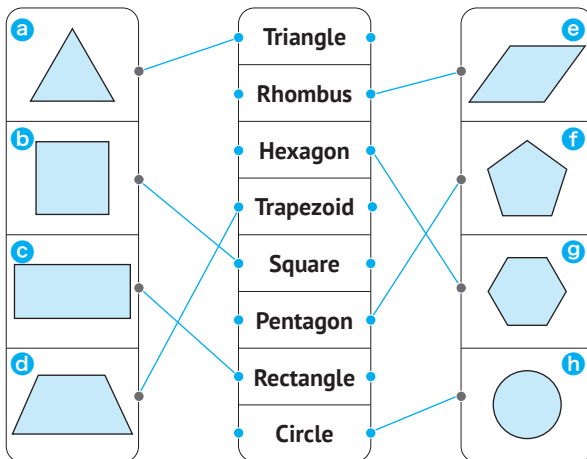 a
b
c
d
Triangle
Rhombus
Hexagon
Trapezoid
Square
Pentagon
Rectangle
Circle
e
f
g
h